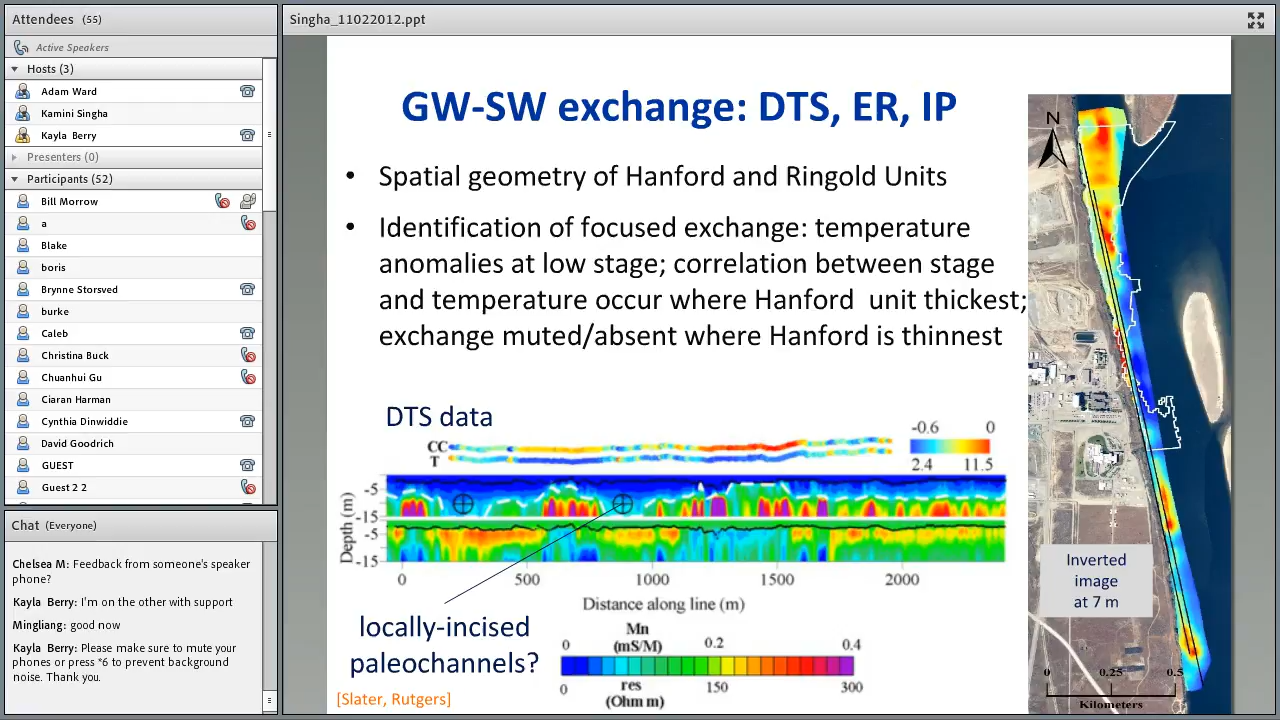 Attendees (55)
Active Speakers
Hosts (3)
Adam Ward
Kamini Singha
Kayla Berry
Presenters (0)
Participants (52)
Bill Morrow
a
Blake
boris
Brynne Storsved
burke
Caleb
Christina Buck
Chuanhui Gu
Ciaran Harman
Cynthia Dinwiddie
David Goodrich
GUEST
Guest 2 2
Chat (Everyone)
Chelsea M: Feedback from someone's speaker
phone?
Kayla Berry: I'm on the other with support
Mingliang: good now
Kayla Berry: Please make sure to mute your
phones or press *6 to prevent background
noise. Thank you.
Singha_11022012.ppt
GW-SW exchange: DTS, ER, IP
• Spatial geometry of Hanford and Ringold Units
• Identification of focused exchange: temperature
anomalies at low stage; correlation between stage
and temperature occur where Hanford unit thickest;
exchange muted/absent where Hanford is thinnest
DTS data
CC
T
-0.6 0
2.4 11.5
Depth (m)
-5
-15
-5
-15
0 500 1000 1500 2000
Distance along line (m)
locally-incised
paleochannels?
[Slater, Rutgers]
0 Mn 0.2 0.4
(mS/M)
0 res 150 300
(Ohm m)
N
Inverted
image
at 7 m
0 0.25 0.5
Kilometers